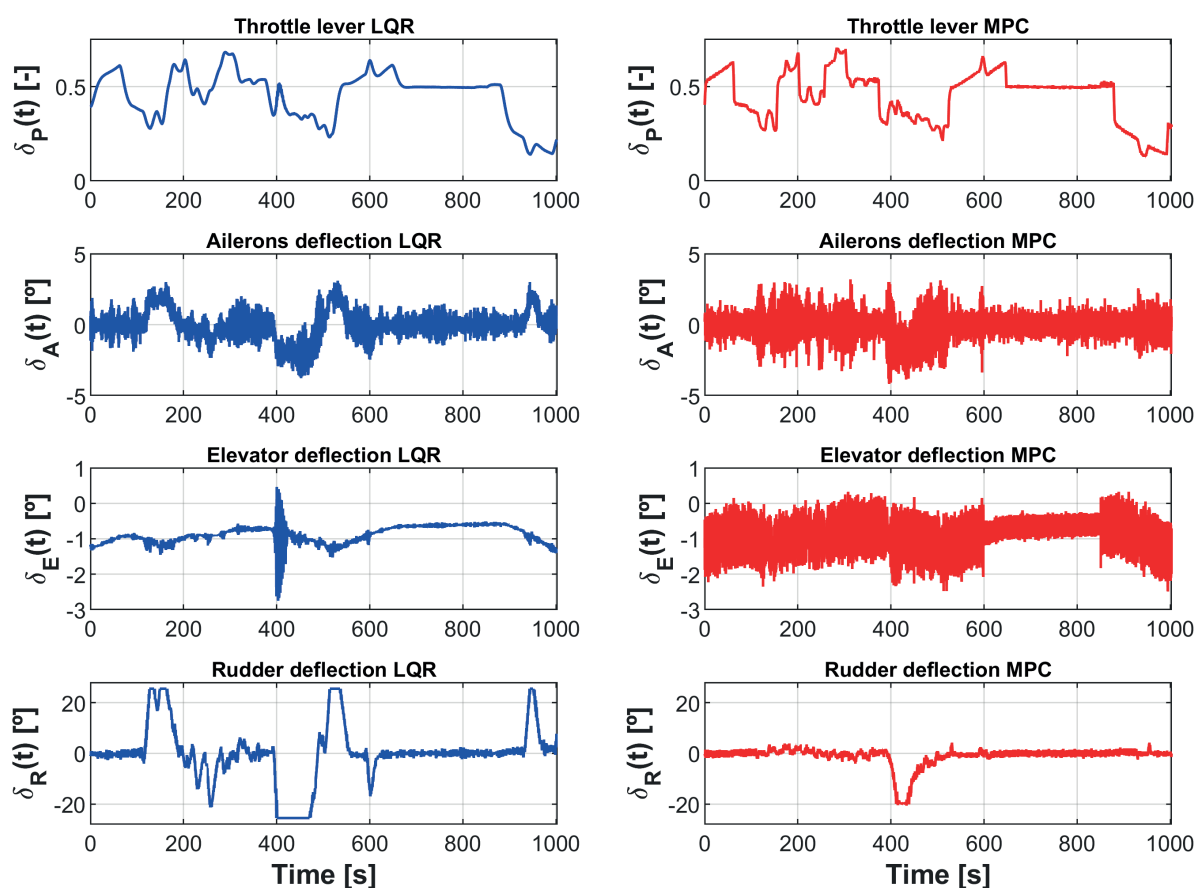 Throttle lever LQR
δP(t) [-]
0.5
0
0 200 400 600 800 1000
Throttle lever MPC
δP(t) [-]
0.5
0
0 200 400 600 800 1000
Ailerons deflection LQR
δA(t) [º]
5
0
-5
0 200 400 600 800 1000
Ailerons deflection MPC
δA(t) [º]
5
0
-5
0 200 400 600 800 1000
Elevator deflection LQR
δE(t) [º]
1
0
-1
-2
-3
0 200 400 600 800 1000
Elevator deflection MPC
δE(t) [º]
1
0
-1
-2
-3
0 200 400 600 800 1000
Rudder deflection LQR
δR(t) [º]
20
0
-20
0 200 400 600 800 1000
Time [s]
Rudder deflection MPC
δR(t) [º]
20
0
-20
0 200 400 600 800 1000
Time [s]